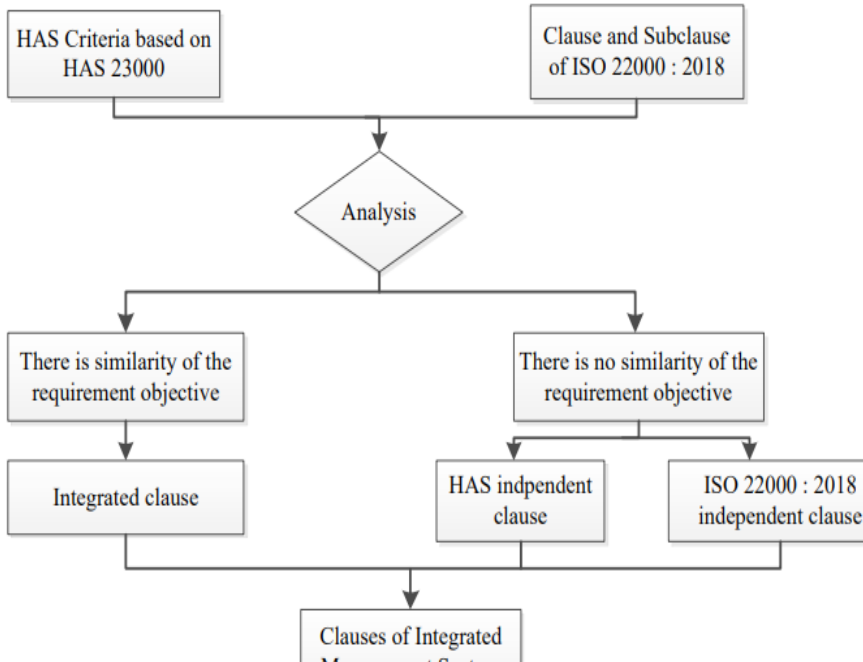 HAS Criteria based on
HAS 23000
Clause and Subclause
of ISO 22000 : 2018
Analysis
There is similarity of the
requirement objective
There is no similarity of the
requirement objective
Integrated clause
HAS indpendent
clause
ISO 22000 : 2018
independent clause
Clauses of Integrated